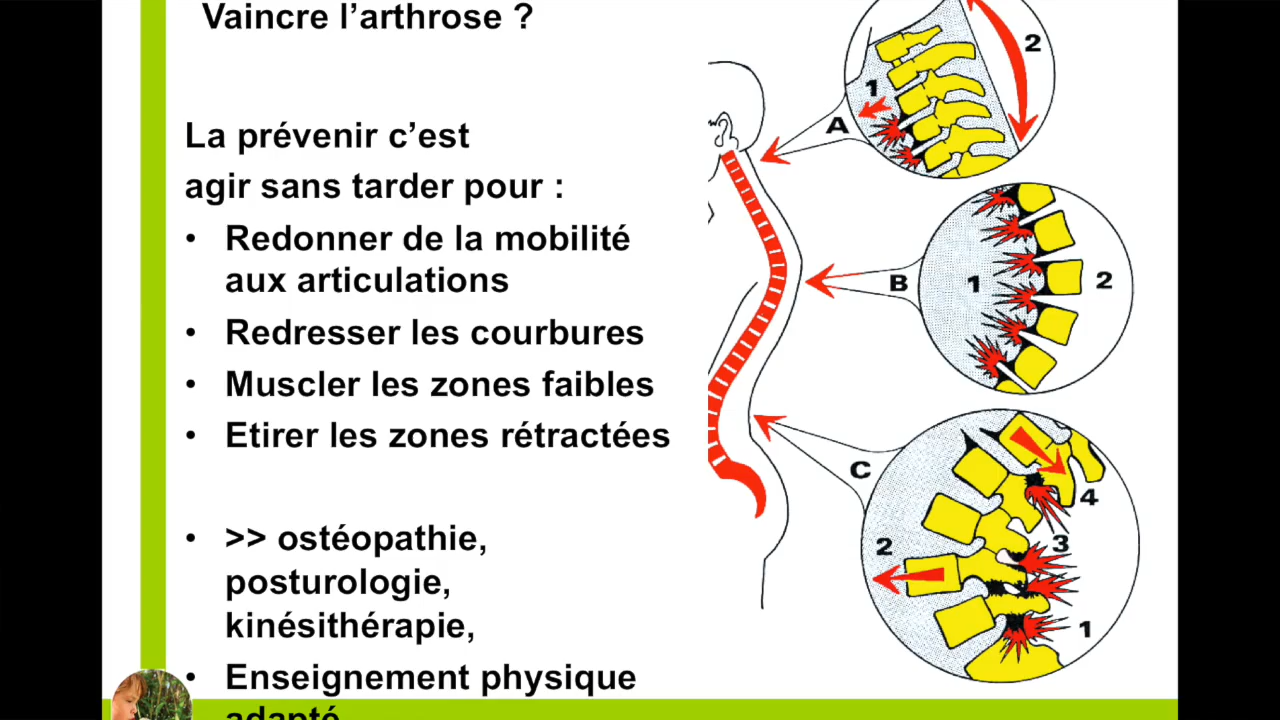 Vaincre l’arthrose ?
La prévenir c’est
agir sans tarder pour :
• Redonner de la mobilité
aux articulations
• Redresser les courbures
• Muscler les zones faibles
• Etirer les zones rétractées
• >> ostéopathie,
posturologie,
kinésithérapie,
• Enseignement physique
adapté
2
1
A
B
1
2
C
4
3
2
1